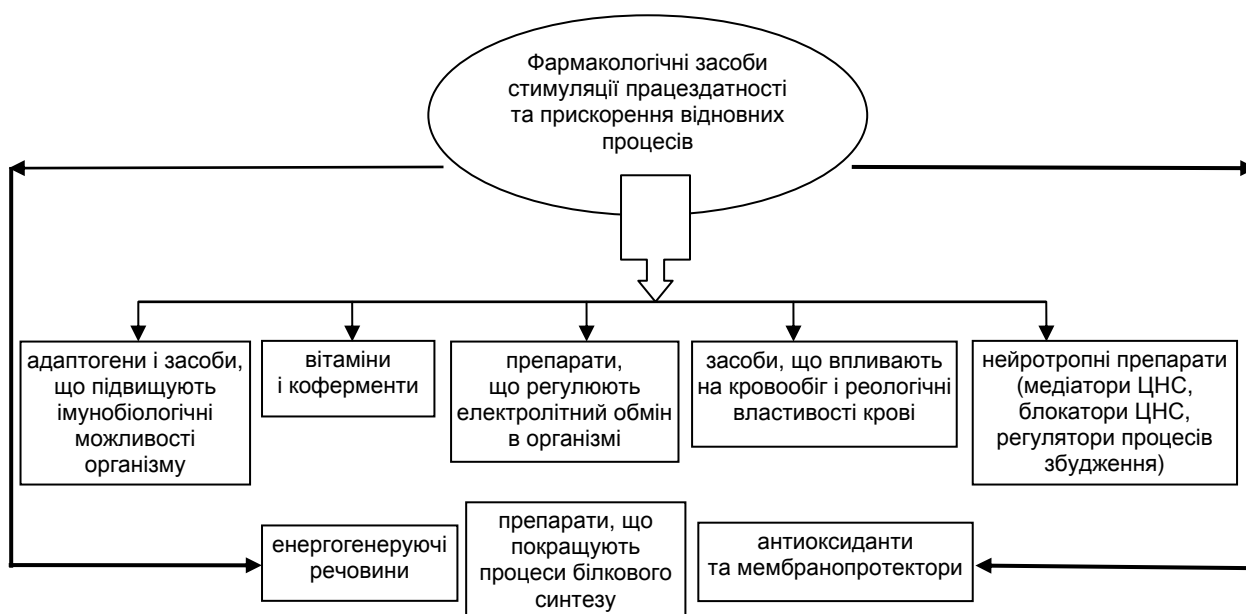 Фармакологічні засоби
стимуляції працездатності
та прискорення відновних
процесів
адаптогени і засоби,
що підвищують
імунобіологічні
можливості
організму
вітаміни
і коферменти
препарати,
що регулюють
електролітний обмін
в організмі
засоби, що впливають
на кровообіг і реологічні
властивості крові
нейротропні препарати
(медіатори ЦНС,
блокатори ЦНС,
регулятори процесів
збудження)
енергогенеруючі
речовини
препарати, що
покращують
процеси білкового
синтезу
антиоксиданти
та мембранопротектори